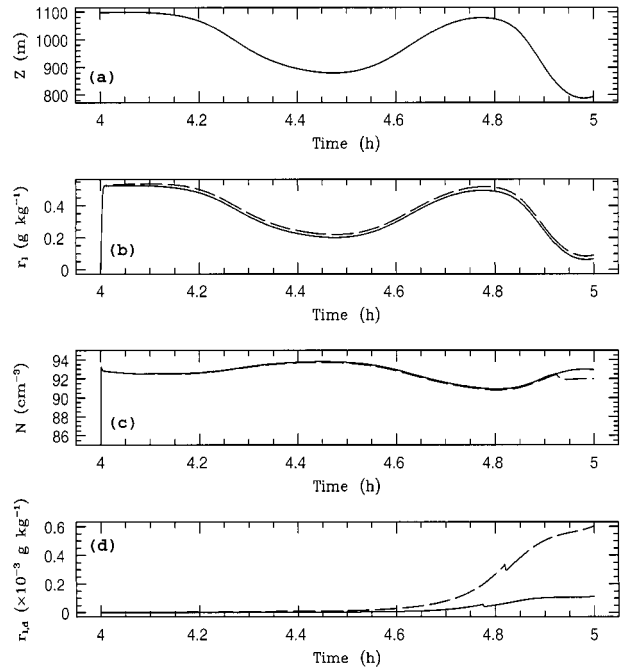 1100
1000
900
800
Z (m)
(a)
4 4.2 4.4 4.6 4.8 5
Time (h)
0.4
0.2
0
r_l (g kg⁻¹)
(b)
4 4.2 4.4 4.6 4.8 5
Time (h)
94
92
90
88
86
N (cm⁻³)
(c)
4 4.2 4.4 4.6 4.8 5
Time (h)
0.6
0.4
0.2
0
r_l,d (×10⁻³ g kg⁻¹)
(d)
4 4.2 4.4 4.6 4.8 5
Time (h)